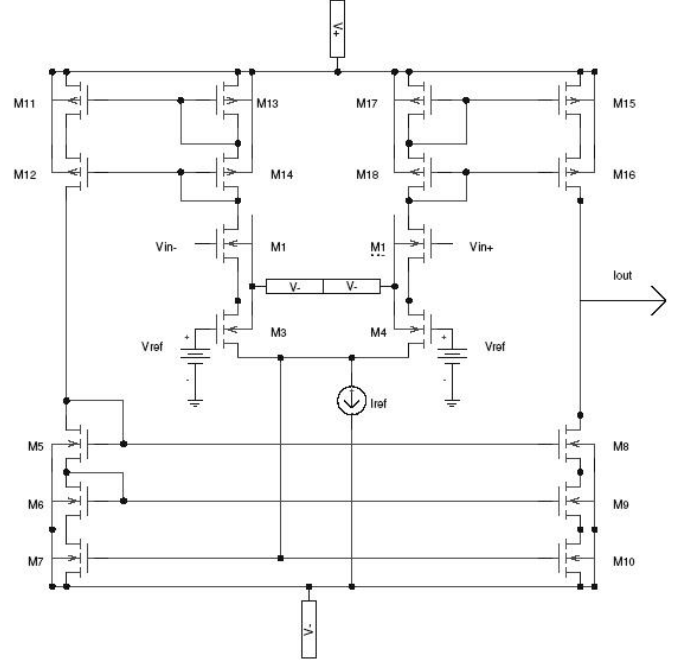 V+
M11
M13
M17
M15
M12
M14
M18
M16
Vin-
M1
M1
Vin+
Iout
V-
V-
Vref
M3
M4
Vref
Iref
M5
M8
M6
M9
M7
M10
V-